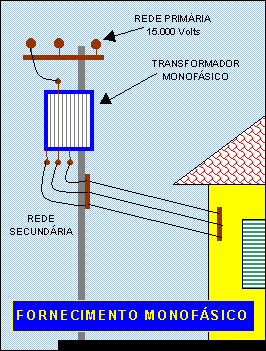 REDE PRIMÁRIA
15.000 Volts
TRANSFORMADOR
MONOFÁSICO
REDE
SECUNDÁRIA
FORNECIMENTO MONOFÁSICO